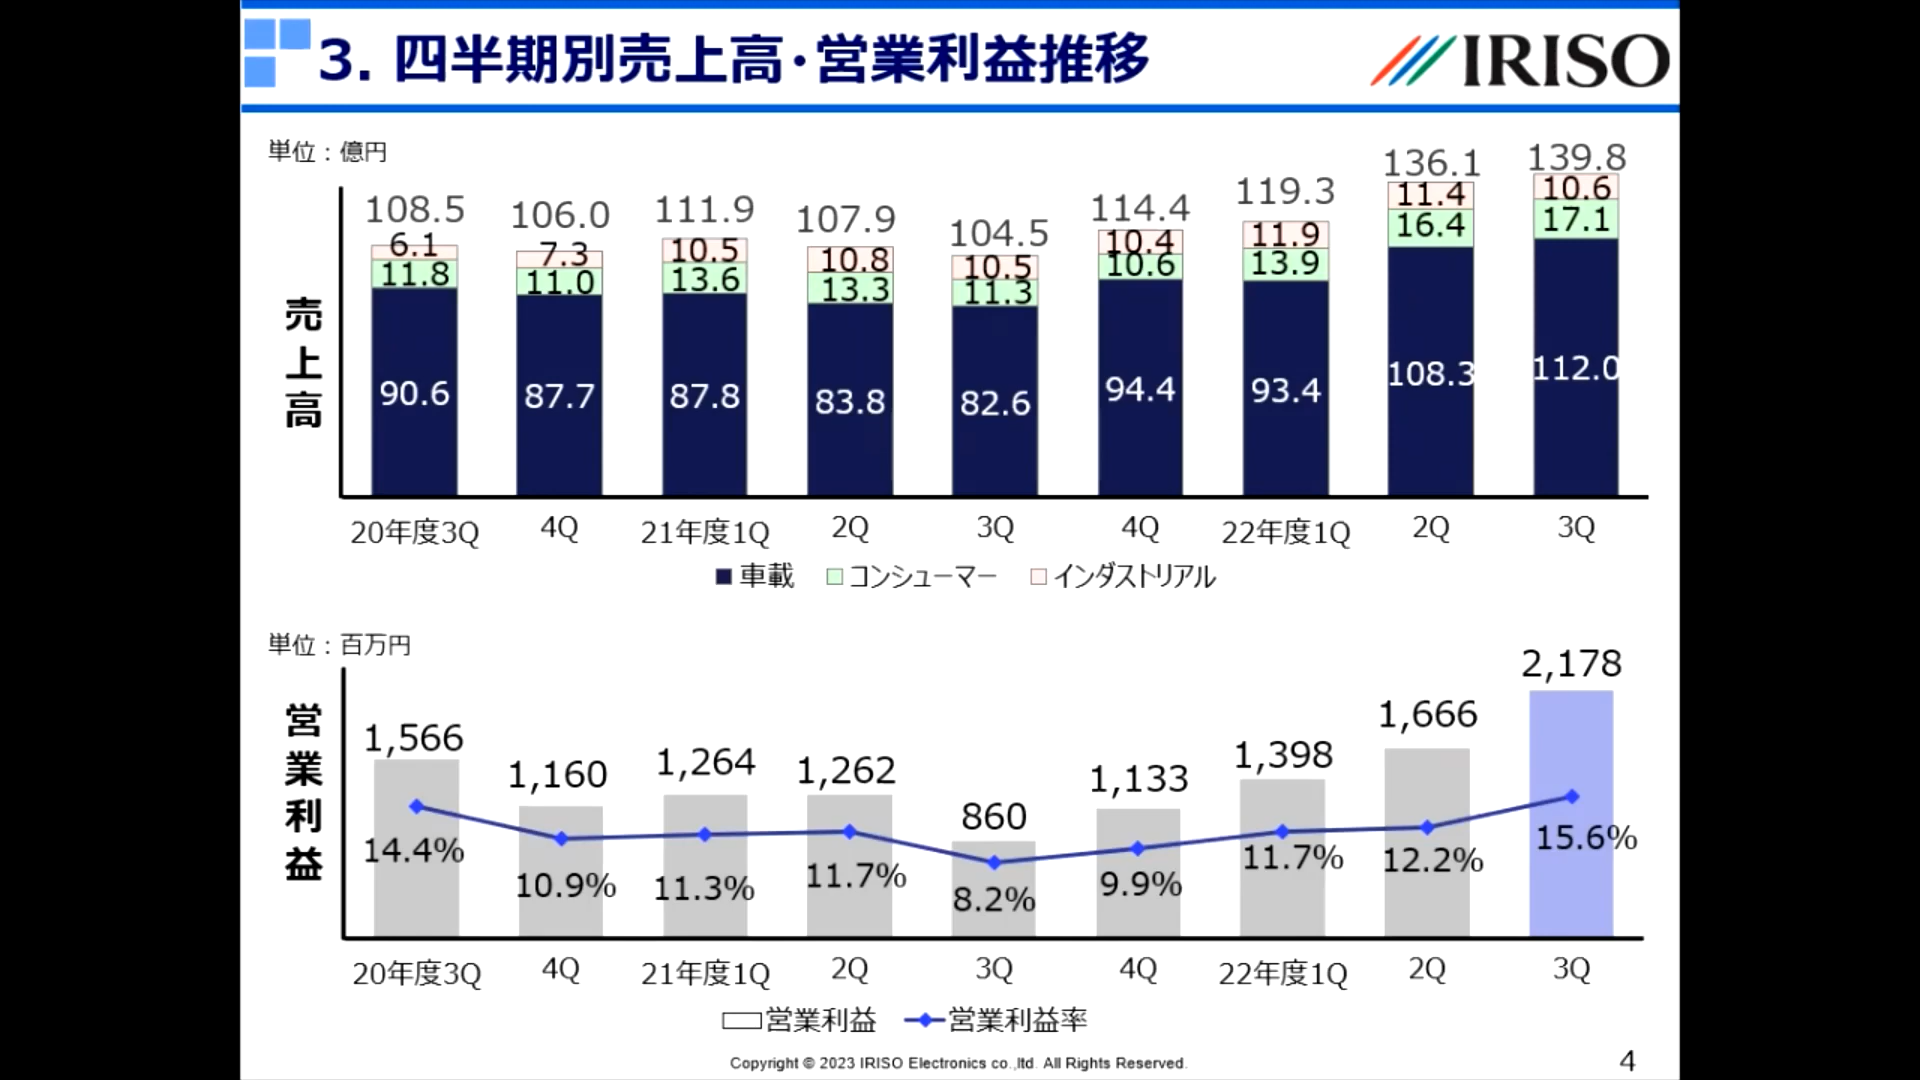 3. 四半期別売上高・営業利益推移
IRISO
単位：億円
売上高
108.5 106.0 111.9 107.9 104.5 114.4 119.3 136.1 139.8
6.1 7.3 10.5 10.8 10.5 10.4 11.9 11.4 10.6
11.8 11.0 13.6 13.3 11.3 10.6 13.9 16.4 17.1
90.6 87.7 87.8 83.8 82.6 94.4 93.4 108.3 112.0
20年度3Q 4Q 21年度1Q 2Q 3Q 4Q 22年度1Q 2Q 3Q
車載 コンシューマー インダストリアル
単位：百万円
営業利益
1,566 1,160 1,264 1,262 860 1,133 1,398 1,666 2,178
14.4% 10.9% 11.3% 11.7% 8.2% 9.9% 11.7% 12.2% 15.6%
20年度3Q 4Q 21年度1Q 2Q 3Q 4Q 22年度1Q 2Q 3Q
営業利益 営業利益率
Copyright © 2023 IRISO Electronics co.,ltd. All Rights Reserved.
4